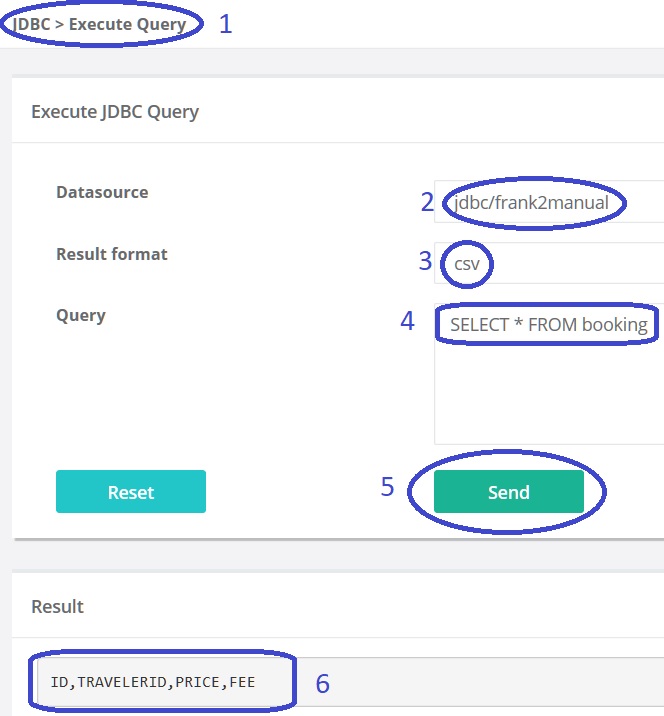 JDBC > Execute Query 1
Execute JDBC Query
Datasource 2 jdbc/frank2manual
Result format 3 csv
Query 4 SELECT * FROM booking
Reset 5 Send
Result
ID,TRAVELERID,PRICE,FEE 6